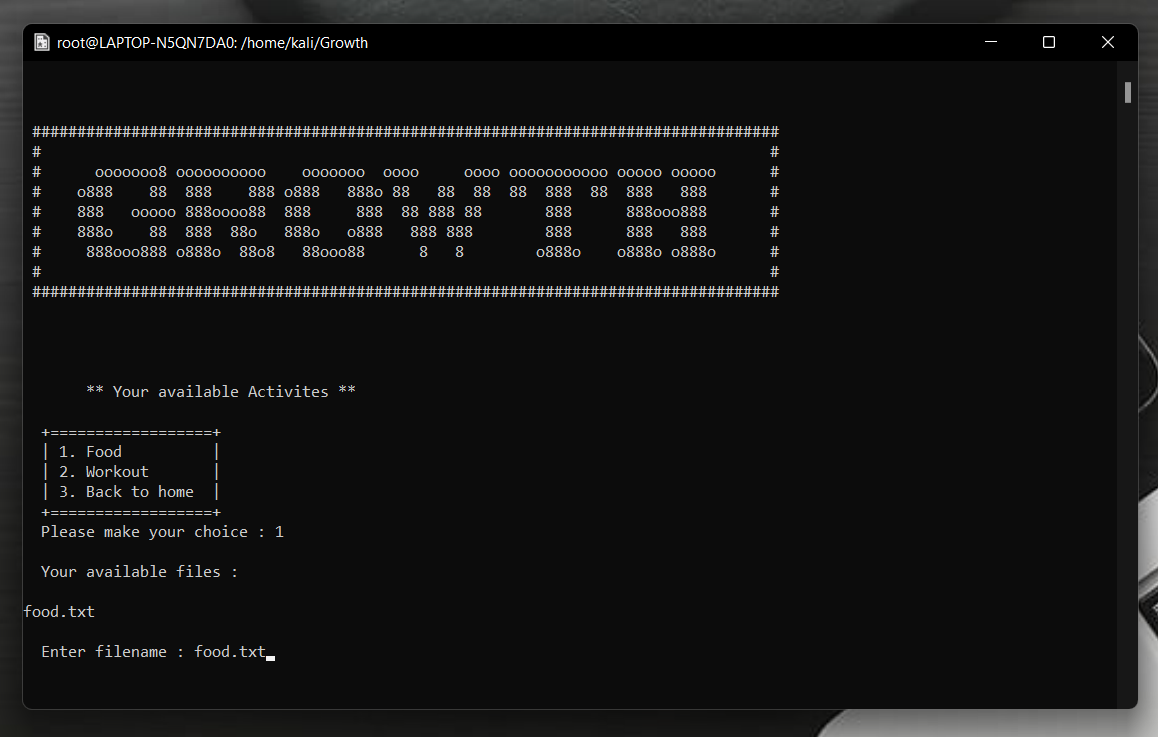 root@LAPTOP-N5QN7DA0: /home/kali/Growth
###################################################################################
#                                                                                 #
#      ooooooo8 oooooooooo    ooooooo  oooo     oooo ooooooooooo ooooo ooooo      #
#    o888    88  888    888 o888   888o 88   88  88  88  888  88  888   888       #
#    888   ooooo 888oooo88  888     888  88 888 88       888      888ooo888       #
#    888o    88  888  88o   888o   o888   888 888        888      888   888       #
#     888ooo888 o888o  88o8   88ooo88      8   8        o888o    o888o o888o      #
#                                                                                 #
###################################################################################
** Your available Activites **
+==================+
| 1. Food          |
| 2. Workout       |
| 3. Back to home  |
+==================+
Please make your choice : 1
Your available files :
food.txt
Enter filename : food.txt